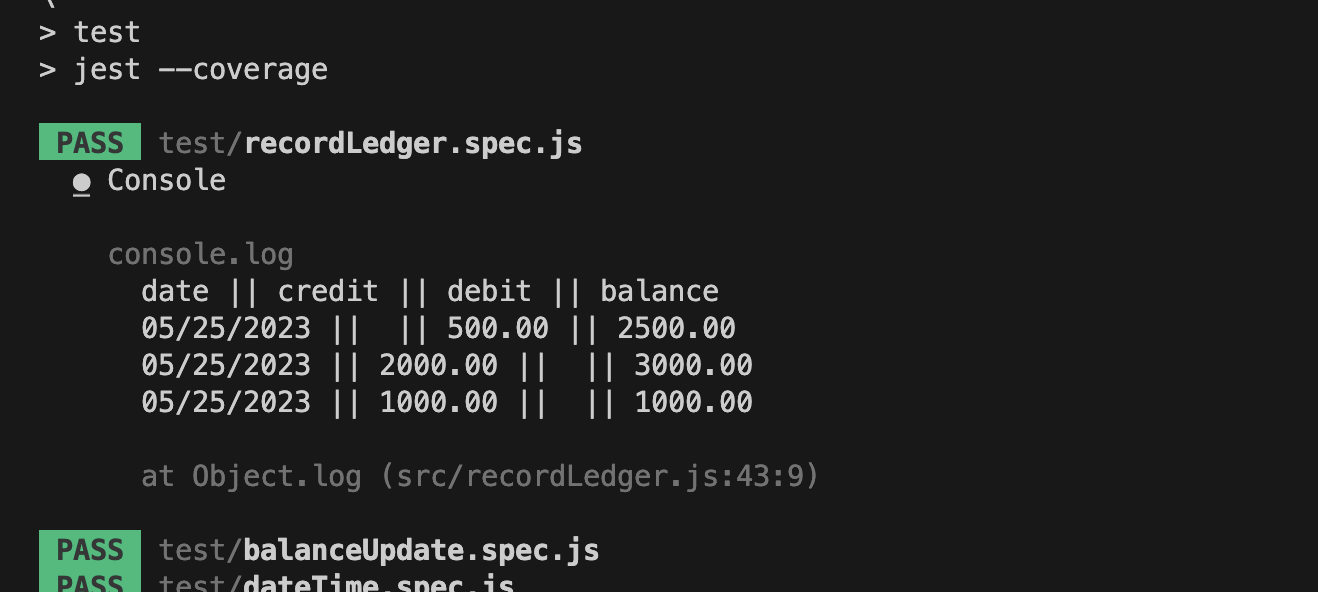 > test
> jest --coverage
PASS test/recordLedger.spec.js
● Console
console.log
date || credit || debit || balance
05/25/2023 ||  || 500.00 || 2500.00
05/25/2023 || 2000.00 ||  || 3000.00
05/25/2023 || 1000.00 ||  || 1000.00
at Object.log (src/recordLedger.js:43:9)
PASS test/balanceUpdate.spec.js
PASS test/dateTime.spec.js